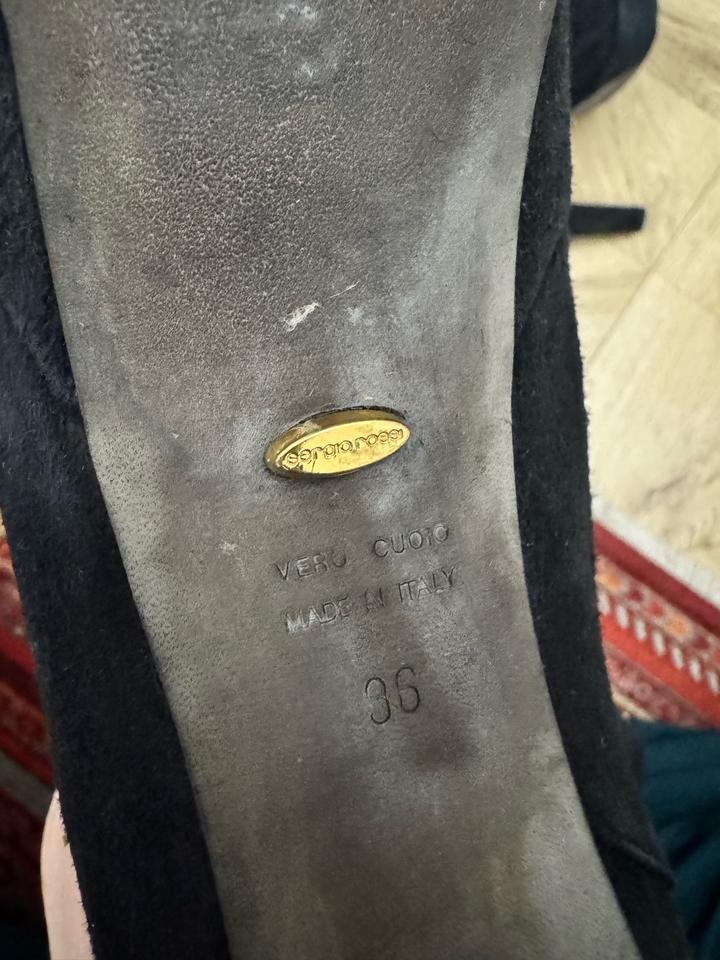 sergio rossi
VERO CUOIO
MADE IN ITALY
36